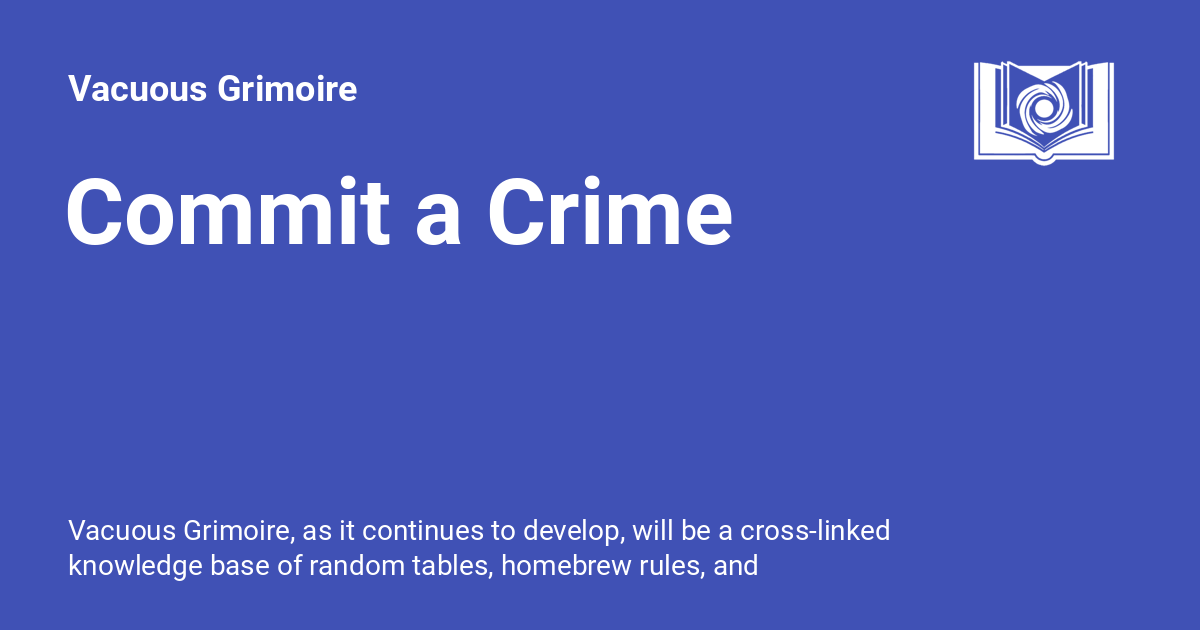 Vacuous Grimoire
Commit a Crime
Vacuous Grimoire, as it continues to develop, will be a cross-linked
knowledge base of random tables, homebrew rules, and